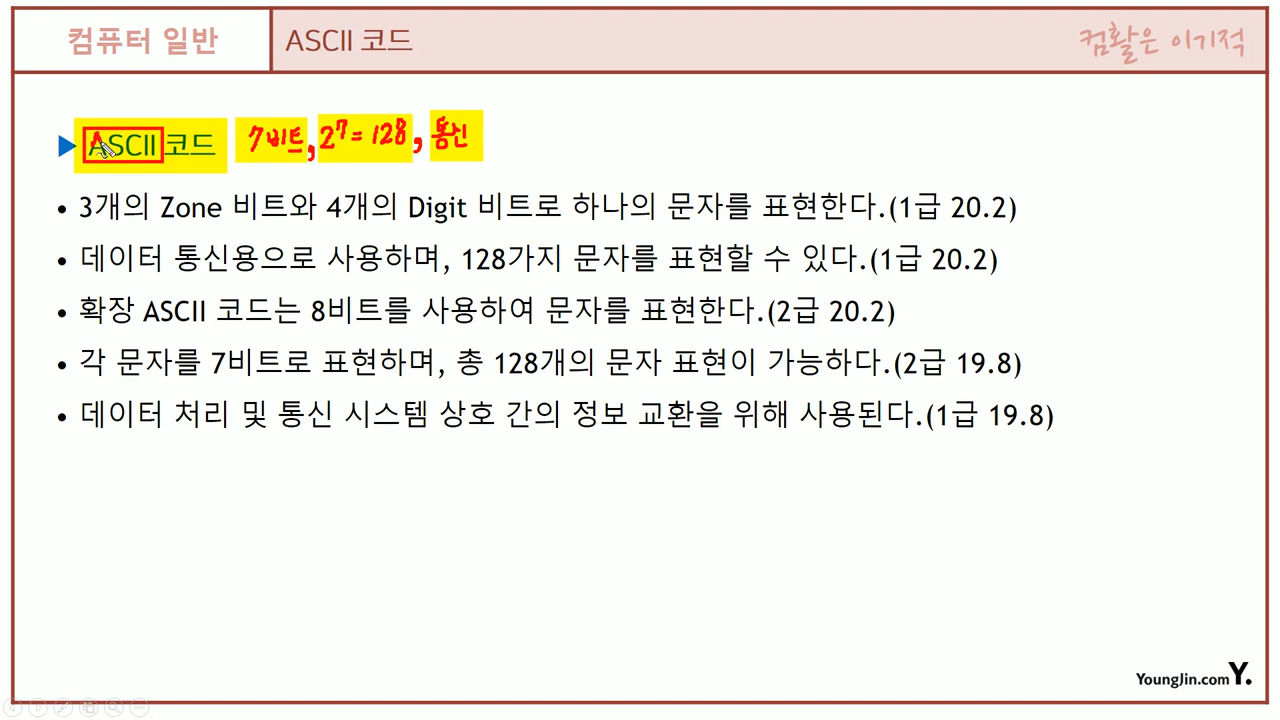 컴퓨터 일반
ASCII 코드
컴활은 이기적
ASCII 코드 7비트, 2⁷=128, 통신
• 3개의 Zone 비트와 4개의 Digit 비트로 하나의 문자를 표현한다.(1급 20.2)
• 데이터 통신용으로 사용하며, 128가지 문자를 표현할 수 있다.(1급 20.2)
• 확장 ASCII 코드는 8비트를 사용하여 문자를 표현한다.(2급 20.2)
• 각 문자를 7비트로 표현하며, 총 128개의 문자 표현이 가능하다.(2급 19.8)
• 데이터 처리 및 통신 시스템 상호 간의 정보 교환을 위해 사용된다.(1급 19.8)
YoungJin.com Y.